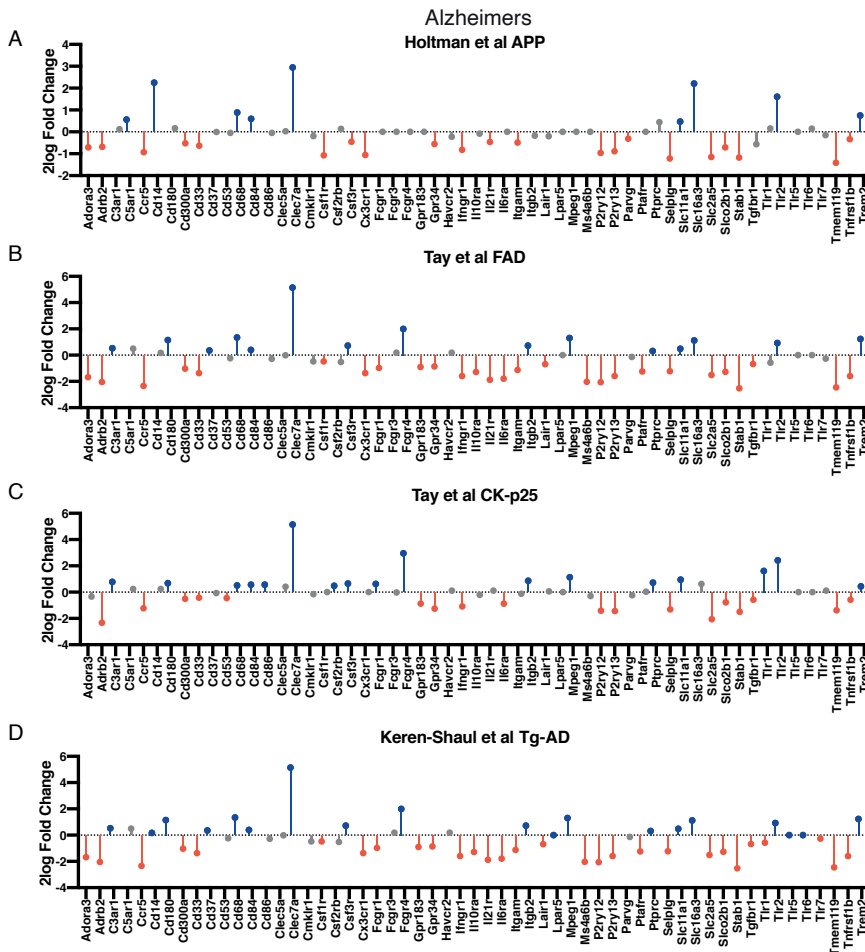 Alzheimers
A
Holtman et al APP
2log Fold Change
4
3
2
1
0
-1
-2
Adora3 Adrb2 C3ar1 C5ar1 Ccr5 Cd14 Cd180 Cd300a Cd33 Cd37 Cd53 Cd68 Cd84 Cd86 Clec5a Clec7a Cmklr1 Csf1r Csf2rb Csf3r Cx3cr1 Fcgr1 Fcgr3 Fcgr4 Gpr183 Gpr34 Havcr2 Ifngr1 Il10ra Il21r Il6ra Itgam Itgb2 Lair1 Lpar5 Mpeg1 Ms4a6b P2ry12 P2ry13 Parvg Ptafr Ptprc Selplg Slc11a1 Slc16a3 Slc2a5 Slco2b1 Stab1 Tgfbr1 Tlr1 Tlr2 Tlr5 Tlr6 Tlr7 Tmem119 Tnfrsf1b Trem2
B
Tay et al FAD
2log Fold Change
6
4
2
0
-2
-4
Adora3 Adrb2 C3ar1 C5ar1 Ccr5 Cd14 Cd180 Cd300a Cd33 Cd37 Cd53 Cd68 Cd84 Cd86 Clec5a Clec7a Cmklr1 Csf1r Csf2rb Csf3r Cx3cr1 Fcgr1 Fcgr3 Fcgr4 Gpr183 Gpr34 Havcr2 Ifngr1 Il10ra Il21r Il6ra Itgam Itgb2 Lair1 Lpar5 Mpeg1 Ms4a6b P2ry12 P2ry13 Parvg Ptafr Ptprc Selplg Slc11a1 Slc16a3 Slc2a5 Slco2b1 Stab1 Tgfbr1 Tlr1 Tlr2 Tlr5 Tlr6 Tlr7 Tmem119 Tnfrsf1b Trem2
C
Tay et al CK-p25
2log Fold Change
6
4
2
0
-2
-4
Adora3 Adrb2 C3ar1 C5ar1 Ccr5 Cd14 Cd180 Cd300a Cd33 Cd37 Cd53 Cd68 Cd84 Cd86 Clec5a Clec7a Cmklr1 Csf1r Csf2rb Csf3r Cx3cr1 Fcgr1 Fcgr3 Fcgr4 Gpr183 Gpr34 Havcr2 Ifngr1 Il10ra Il21r Il6ra Itgam Itgb2 Lair1 Lpar5 Mpeg1 Ms4a6b P2ry12 P2ry13 Parvg Ptafr Ptprc Selplg Slc11a1 Slc16a3 Slc2a5 Slco2b1 Stab1 Tgfbr1 Tlr1 Tlr2 Tlr5 Tlr6 Tlr7 Tmem119 Tnfrsf1b Trem2
D
Keren-Shaul et al Tg-AD
2log Fold Change
6
4
2
0
-2
-4
Adora3 Adrb2 C3ar1 C5ar1 Ccr5 Cd14 Cd180 Cd300a Cd33 Cd37 Cd53 Cd68 Cd84 Cd86 Clec5a Clec7a Cmklr1 Csf1r Csf2rb Csf3r Cx3cr1 Fcgr1 Fcgr3 Fcgr4 Gpr183 Gpr34 Havcr2 Ifngr1 Il10ra Il21r Il6ra Itgam Itgb2 Lair1 Lpar5 Mpeg1 Ms4a6b P2ry12 P2ry13 Parvg Ptafr Ptprc Selplg Slc11a1 Slc16a3 Slc2a5 Slco2b1 Stab1 Tgfbr1 Tlr1 Tlr2 Tlr5 Tlr6 Tlr7 Tmem119 Tnfrsf1b Trem2